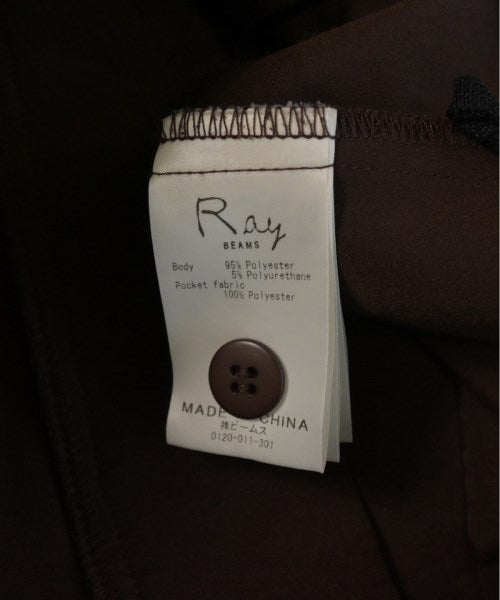 Ray
BEAMS
Body 95% Polyester
5% Polyurethane
Pocket fabric
100% Polyester
MADE CHINA
㈱ビームス
0120-011-301